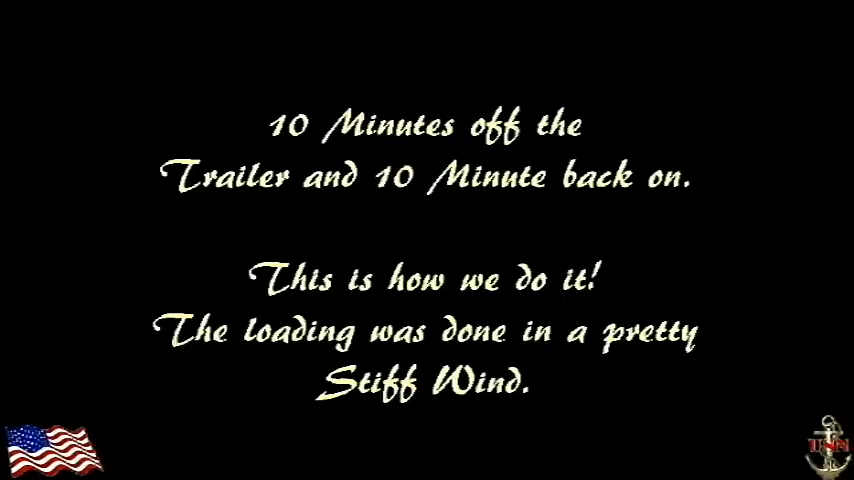 10 Minutes off the
Trailer and 10 Minute back on.
This is how we do it!
The loading was done in a pretty
Stiff Wind.